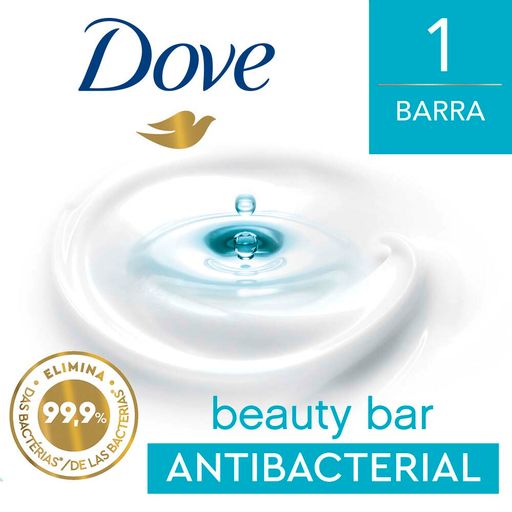 Dove
1
BARRA
ELIMINA
99,9%
DAS BACTÉRIAS*/DE LAS BACTERIAS*
beauty bar
ANTIBACTERIAL